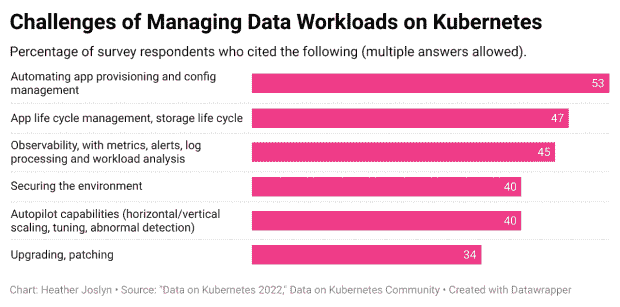 Challenges of Managing Data Workloads on Kubernetes
Percentage of survey respondents who cited the following (multiple answers allowed).
Automating app provisioning and config
management
53
App life cycle management, storage life cycle
47
Observability, with metrics, alerts, log
processing and workload analysis
45
Securing the environment
40
Autopilot capabilities (horizontal/vertical
scaling, tuning, abnormal detection)
40
Upgrading, patching
34
Chart: Heather Joslyn • Source: "Data on Kubernetes 2022," Data on Kubernetes Community • Created with Datawrapper